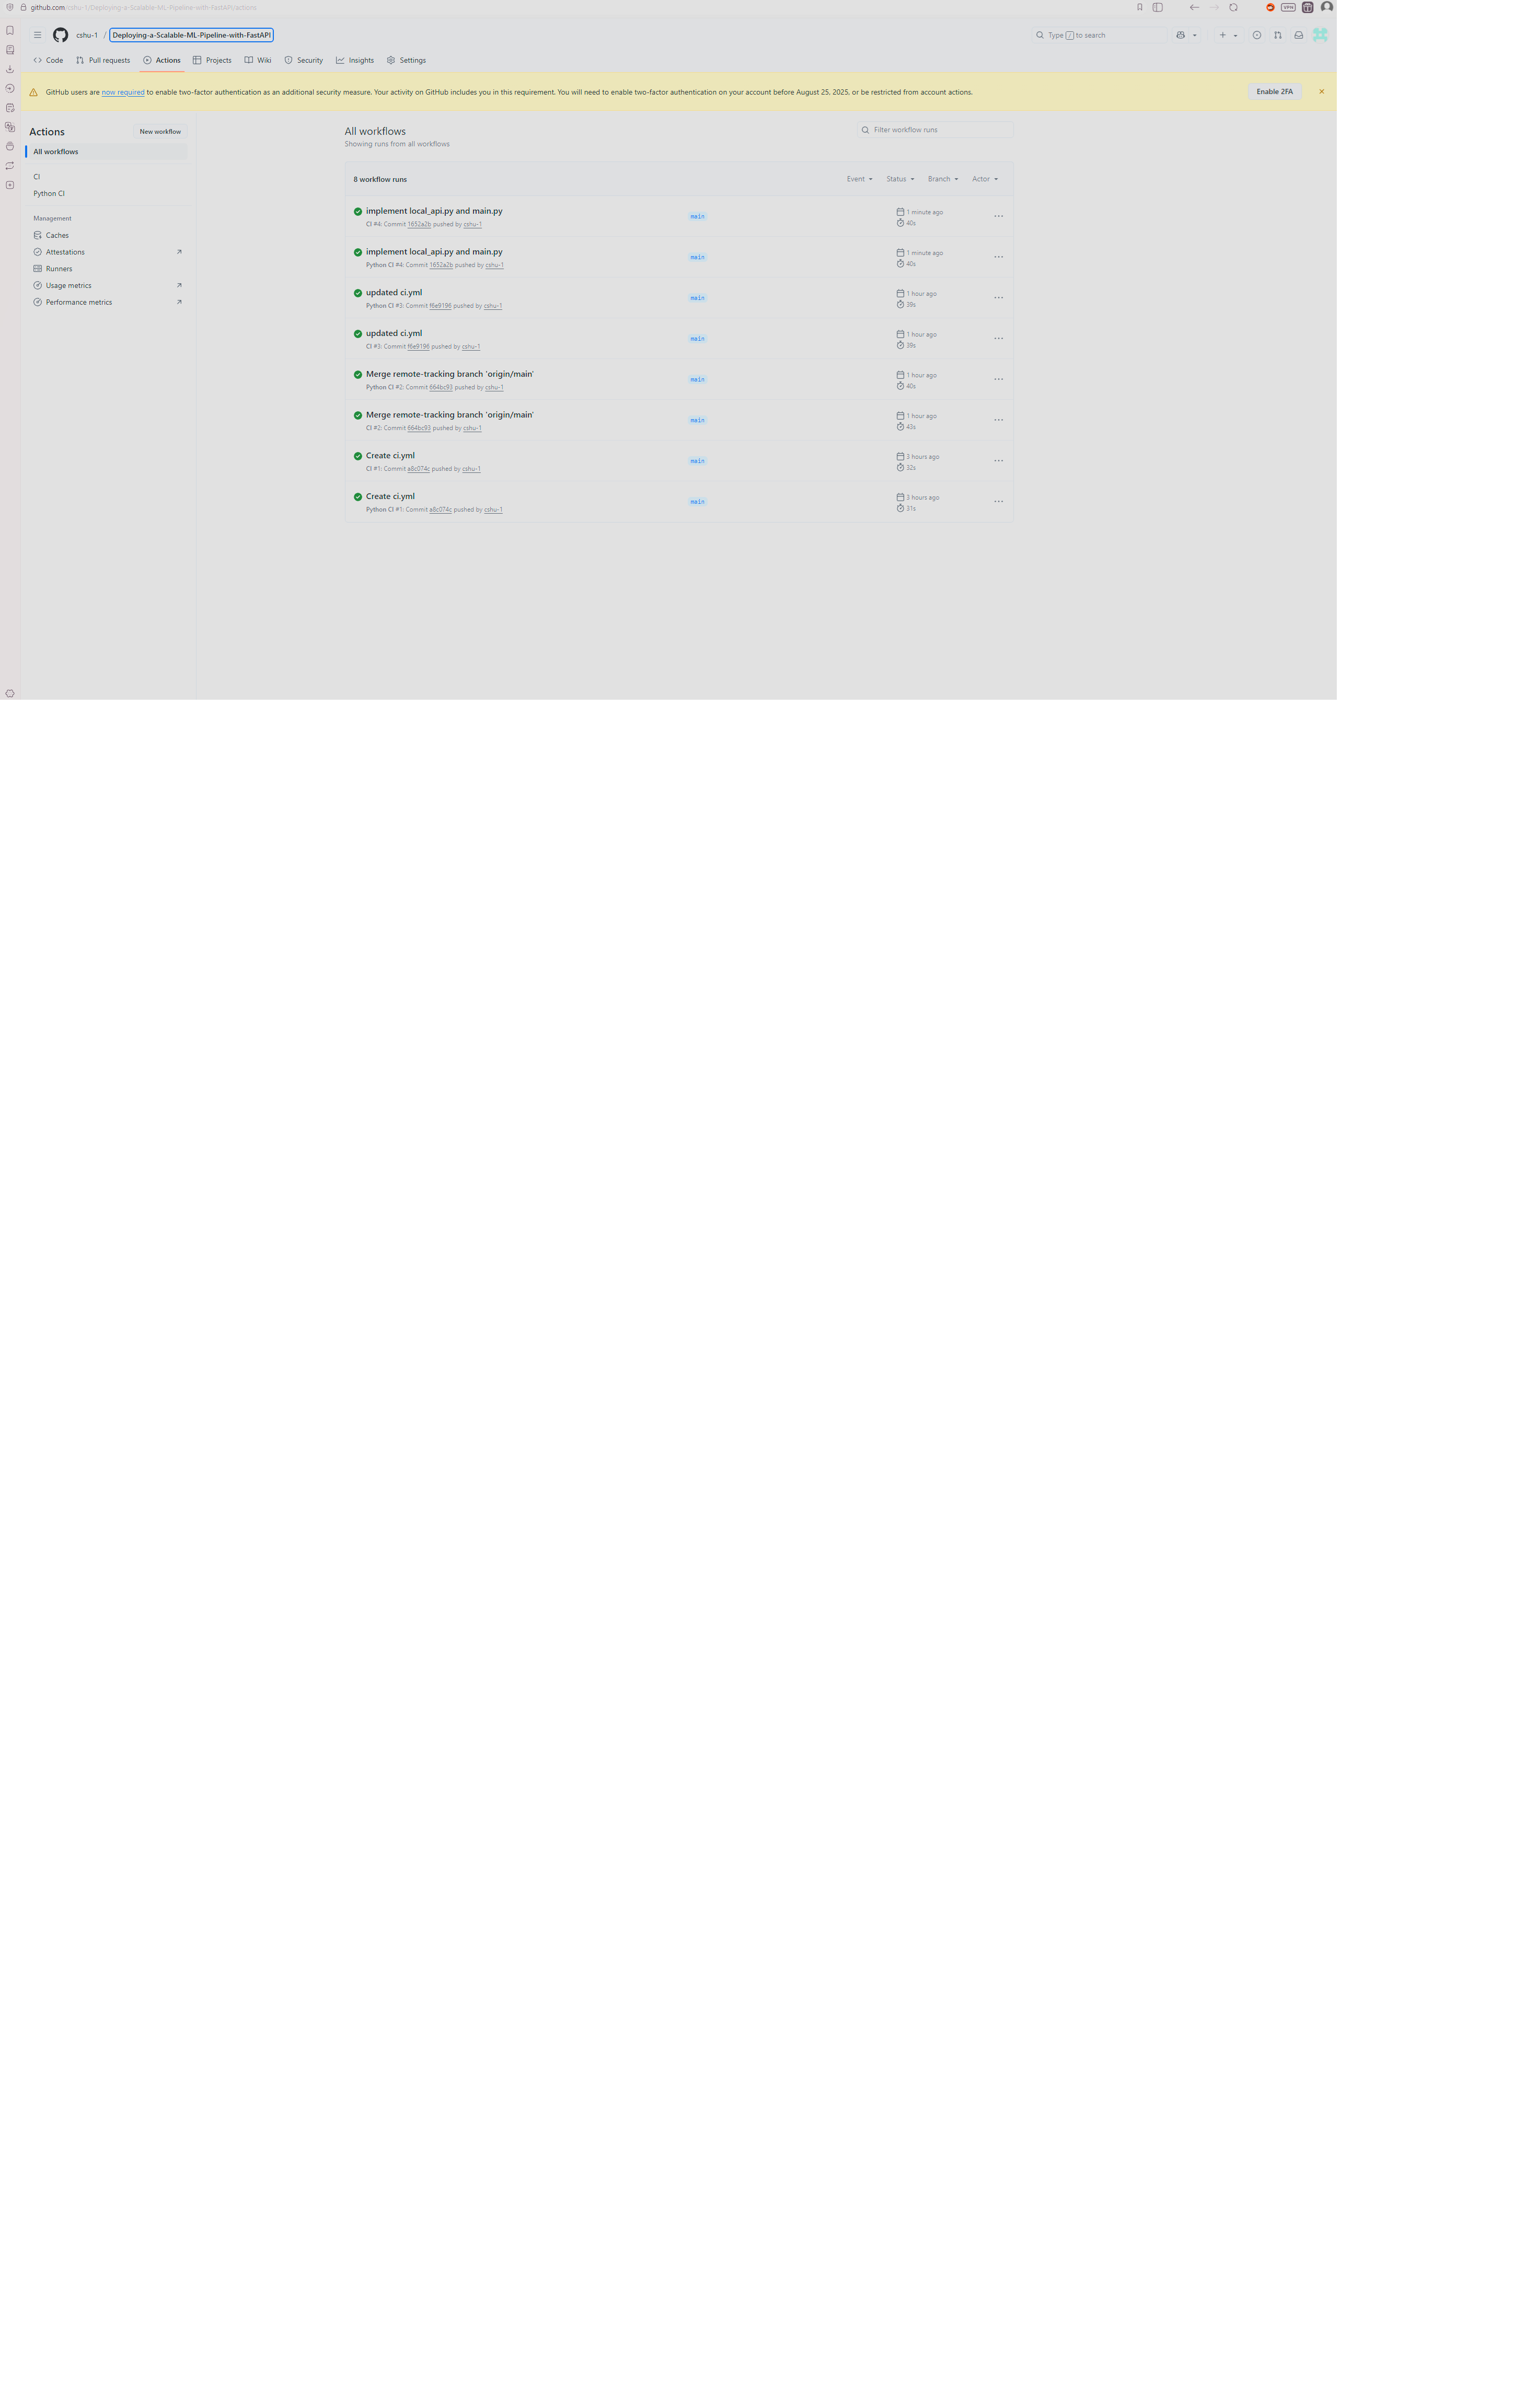 github.com/cshu-1/Deploying-a-Scalable-ML-Pipeline-with-FastAPI/actions
VPN
cshu-1 / Deploying-a-Scalable-ML-Pipeline-with-FastAPI
Type / to search
Code Pull requests Actions Projects Wiki Security Insights Settings
GitHub users are now required to enable two-factor authentication as an additional security measure. Your activity on GitHub includes you in this requirement. You will need to enable two-factor authentication on your account before August 25, 2025, or be restricted from account actions.
Enable 2FA
Actions
New workflow
All workflows
CI
Python CI
Management
Caches
Attestations
Runners
Usage metrics
Performance metrics
All workflows
Showing runs from all workflows
Filter workflow runs
8 workflow runs
Event Status Branch Actor
implement local_api.py and main.py
CI #4: Commit 1652a2b pushed by cshu-1
main
1 minute ago
40s
implement local_api.py and main.py
Python CI #4: Commit 1652a2b pushed by cshu-1
main
1 minute ago
40s
updated ci.yml
Python CI #3: Commit f6e9196 pushed by cshu-1
main
1 hour ago
39s
updated ci.yml
CI #3: Commit f6e9196 pushed by cshu-1
main
1 hour ago
39s
Merge remote-tracking branch 'origin/main'
Python CI #2: Commit 664bc93 pushed by cshu-1
main
1 hour ago
40s
Merge remote-tracking branch 'origin/main'
CI #2: Commit 664bc93 pushed by cshu-1
main
1 hour ago
43s
Create ci.yml
CI #1: Commit a8c074c pushed by cshu-1
main
3 hours ago
32s
Create ci.yml
Python CI #1: Commit a8c074c pushed by cshu-1
main
3 hours ago
31s